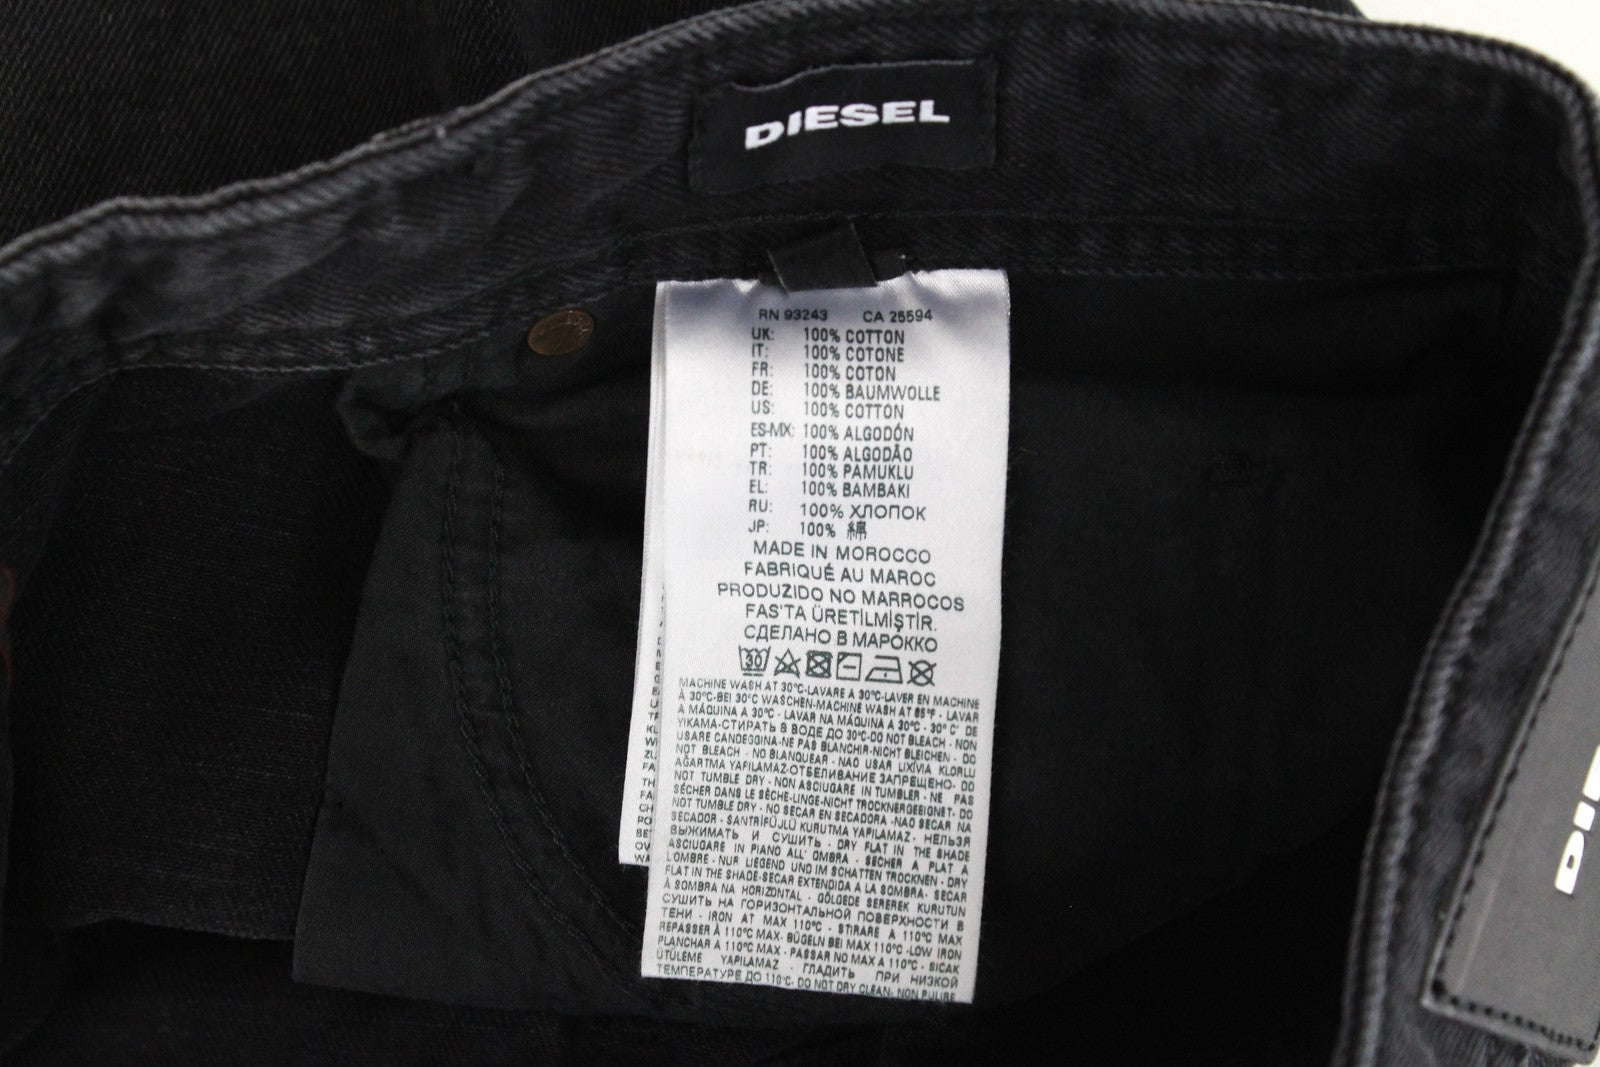 DIESEL
RN 93243 CA 25594
UK: 100% COTTON
IT: 100% COTONE
FR: 100% COTON
DE: 100% BAUMWOLLE
US: 100% COTTON
ES-MX: 100% ALGODÓN
PT: 100% ALGODÃO
TR: 100% PAMUKLU
EL: 100% BAMBAKI
RU: 100% ХЛОПОК
JP: 100% 綿
MADE IN MOROCCO
FABRIQUÉ AU MAROC
PRODUZIDO NO MARROCOS
FAS'TA ÜRETİLMİŞTİR.
СДЕЛАНО В МАРОККО
30
MACHINE WASH AT 30°C-LAVARE A 30°C-LAVER EN MACHINE
À 30°C-BEI 30°C WASCHEN-MACHINE WASH AT 85°F - LAVAR
A MÁQUINA A 30°C - LAVAR NA MÁQUINA A 30°C - 30° C' DE
YIKAMA-СТИРАТЬ В ВОДЕ ДО 30°C-DO NOT BLEACH - NON
USARE CANDEGGINA-NE PAS BLANCHIR-NICHT BLEICHEN - DO
NOT BLEACH - NO BLANQUEAR - NÃO USAR LIXÍVIA KLORLU
AĞARTMA YAPILAMAZ-ОТБЕЛИВАНИЕ ЗАПРЕЩЕНО- DO
NOT TUMBLE DRY - NON ASCIUGARE IN TUMBLER - NE PAS
SÉCHER DANS LE SÈCHE-LINGE-NICHT TROCKNERGEEIGNET- DO
NOT TUMBLE DRY - NO SECAR EN SECADORA -NAO SECAR NA
SECADOR - SANTRİFÜJLÜ KURUTMA YAPILAMAZ - НЕЛЬЗЯ
ВЫЖИМАТЬ И СУШИТЬ - DRY FLAT IN THE SHADE
ASCIUGARE IN PIANO ALL' OMBRA - SÉCHER A PLAT A
L'OMBRE - NUR LIEGEND UND IM SCHATTEN TROCKNEN - DRY
FLAT IN THE SHADE-SECAR EXTENDIDA A LA SOMBRA- SECAR
À SOMBRA NA HORIZONTAL - GÖLGEDE SEREREK KURUTUN
СУШИТЬ НА ГОРИЗОНТАЛЬНОЙ ПОВЕРХНОСТИ В
ТЕНИ - IRON AT MAX 110°C - STIRARE A 110°C MAX
REPASSER À 110°C MAX- BÜGELN BEI MAX 110°C -LOW IRON
PLANCHAR A 110°C MAX - PASSAR NO MAX A 110°C - SICAK
ÜTÜLEME YAPILAMAZ - ГЛАДИТЬ ПРИ НИЗКОЙ
ТЕМПЕРАТУРЕ ДО 110°C- DO NOT DRY CLEAN- NON PULIRE